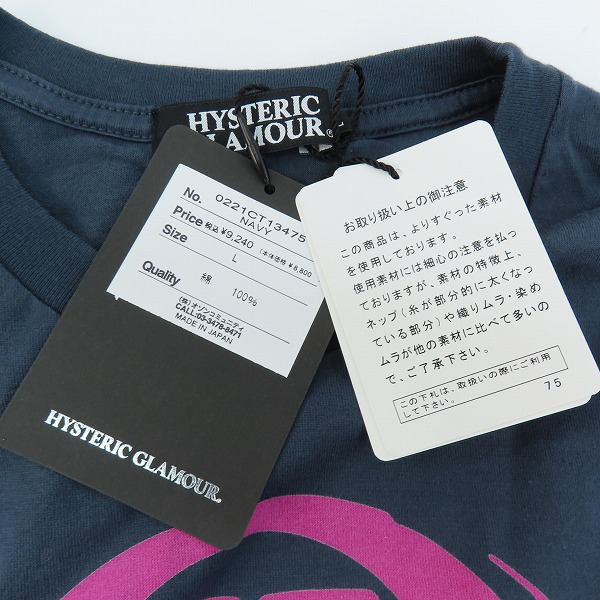 HYSTERIC
GLAMOUR®
No. 0221CT13475
NAVY
Price 税込 ¥9,240 (本体価格 ¥8,800
Size L
Quality 綿 100%
(株)オゾンコミュニティ
CALL:03-3478-8471
MADE IN JAPAN
HYSTERIC GLAMOUR®
お取り扱い上の御注意
この商品は、よりすぐった素材
を使用しております。
使用素材には細心の注意を払っ
ておりますが、素材の特徴上、
ネップ(糸が部分的に太くなっ
ている部分)や織りムラ・染め
ムラが他の素材に比べて多いの
で、ご了承下さい。
この下札は、取扱いの際にご利用
して下さい。
75